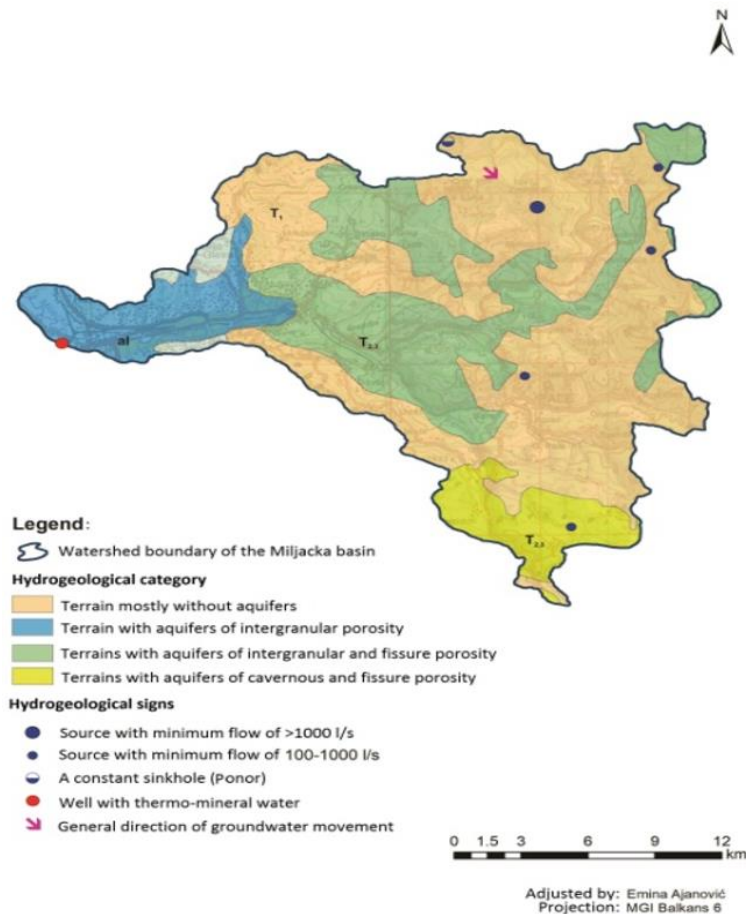 N
T₁
al
T₂,₃
T₂,₃
Legend:
Watershed boundary of the Miljacka basin
Hydrogeological category
Terrain mostly without aquifers
Terrain with aquifers of intergranular porosity
Terrains with aquifers of intergranular and fissure porosity
Terrains with aquifers of cavernous and fissure porosity
Hydrogeological signs
Source with minimum flow of >1000 l/s
Source with minimum flow of 100-1000 l/s
A constant sinkhole (Ponor)
Well with thermo-mineral water
General direction of groundwater movement
0 1.5 3 6 9 12
km
Adjusted by: Emina Ajanović
Projection: MGI Balkans 6